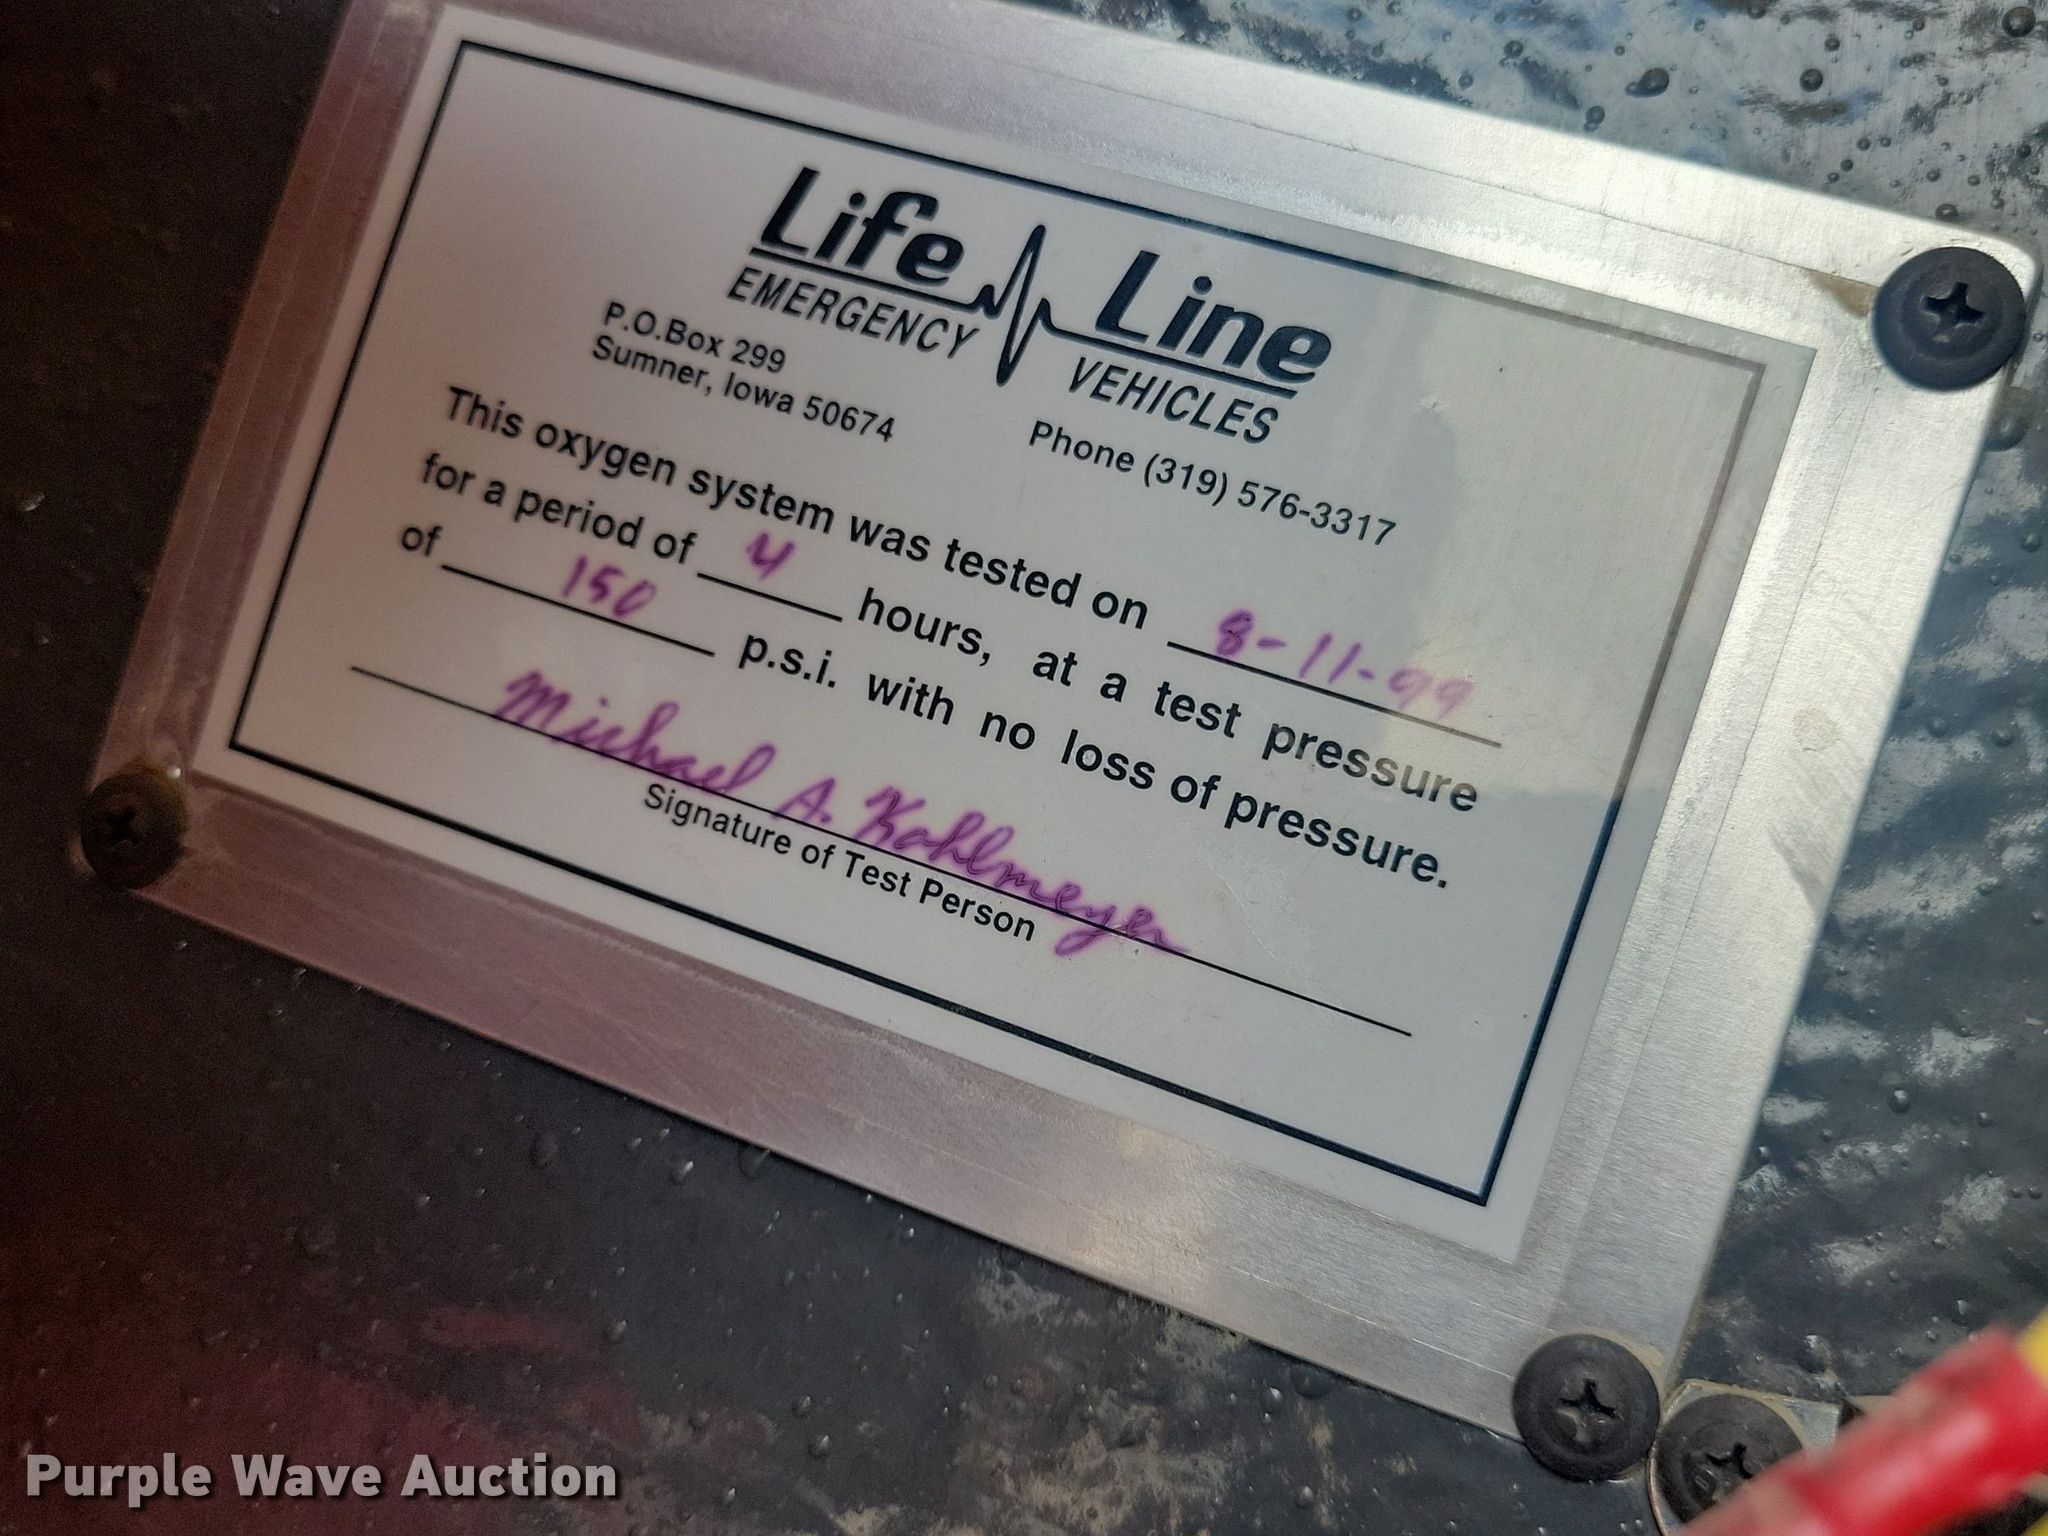 Life Line
EMERGENCY VEHICLES
P.O.Box 299
Sumner, Iowa 50674
Phone (319) 576-3317
This oxygen system was tested on 8-11-99
for a period of 4 hours, at a test pressure
of 150 p.s.i. with no loss of pressure.
Michael A. Kohlmeyer
Signature of Test Person
Purple Wave Auction